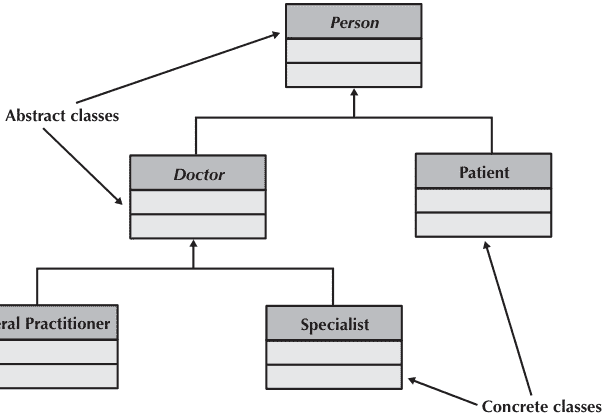 Person
Abstract classes
Doctor
Patient
eral Practitioner
Specialist
Concrete classes